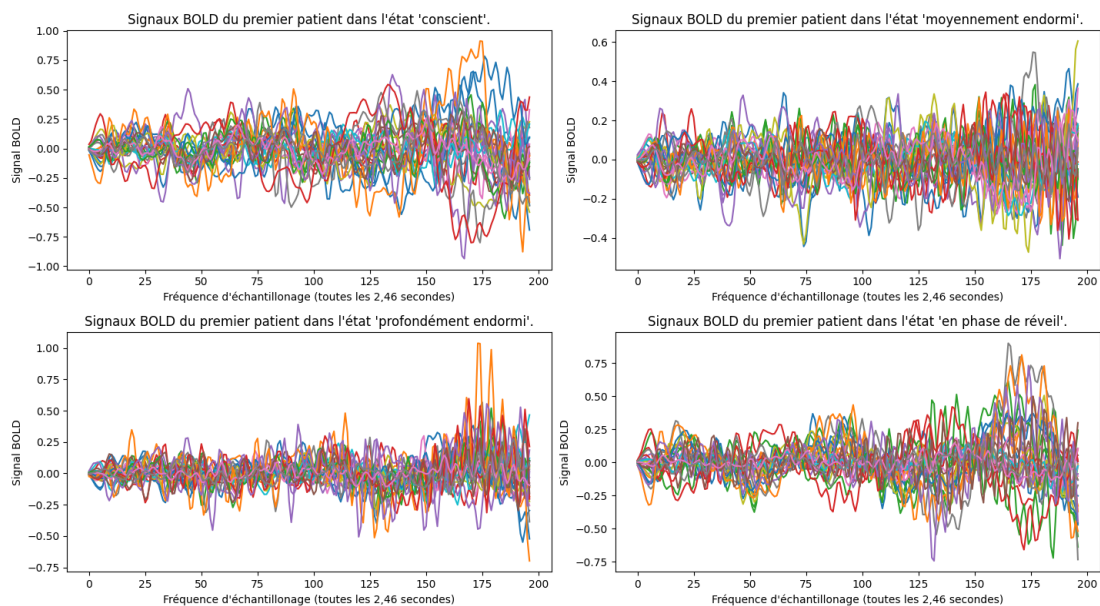 Signaux BOLD du premier patient dans l'état 'conscient'.
1.00
0.75
0.50
0.25
0.00
−0.25
−0.50
−0.75
−1.00
Signal BOLD
0 25 50 75 100 125 150 175 200
Fréquence d'échantillonage (toutes les 2,46 secondes)
Signaux BOLD du premier patient dans l'état 'moyennement endormi'.
0.6
0.4
0.2
0.0
−0.2
−0.4
Signal BOLD
0 25 50 75 100 125 150 175 200
Fréquence d'échantillonage (toutes les 2,46 secondes)
Signaux BOLD du premier patient dans l'état 'profondément endormi'.
1.00
0.75
0.50
0.25
0.00
−0.25
−0.50
−0.75
Signal BOLD
0 25 50 75 100 125 150 175 200
Fréquence d'échantillonage (toutes les 2,46 secondes)
Signaux BOLD du premier patient dans l'état 'en phase de réveil'.
0.75
0.50
0.25
0.00
−0.25
−0.50
−0.75
Signal BOLD
0 25 50 75 100 125 150 175 200
Fréquence d'échantillonage (toutes les 2,46 secondes)